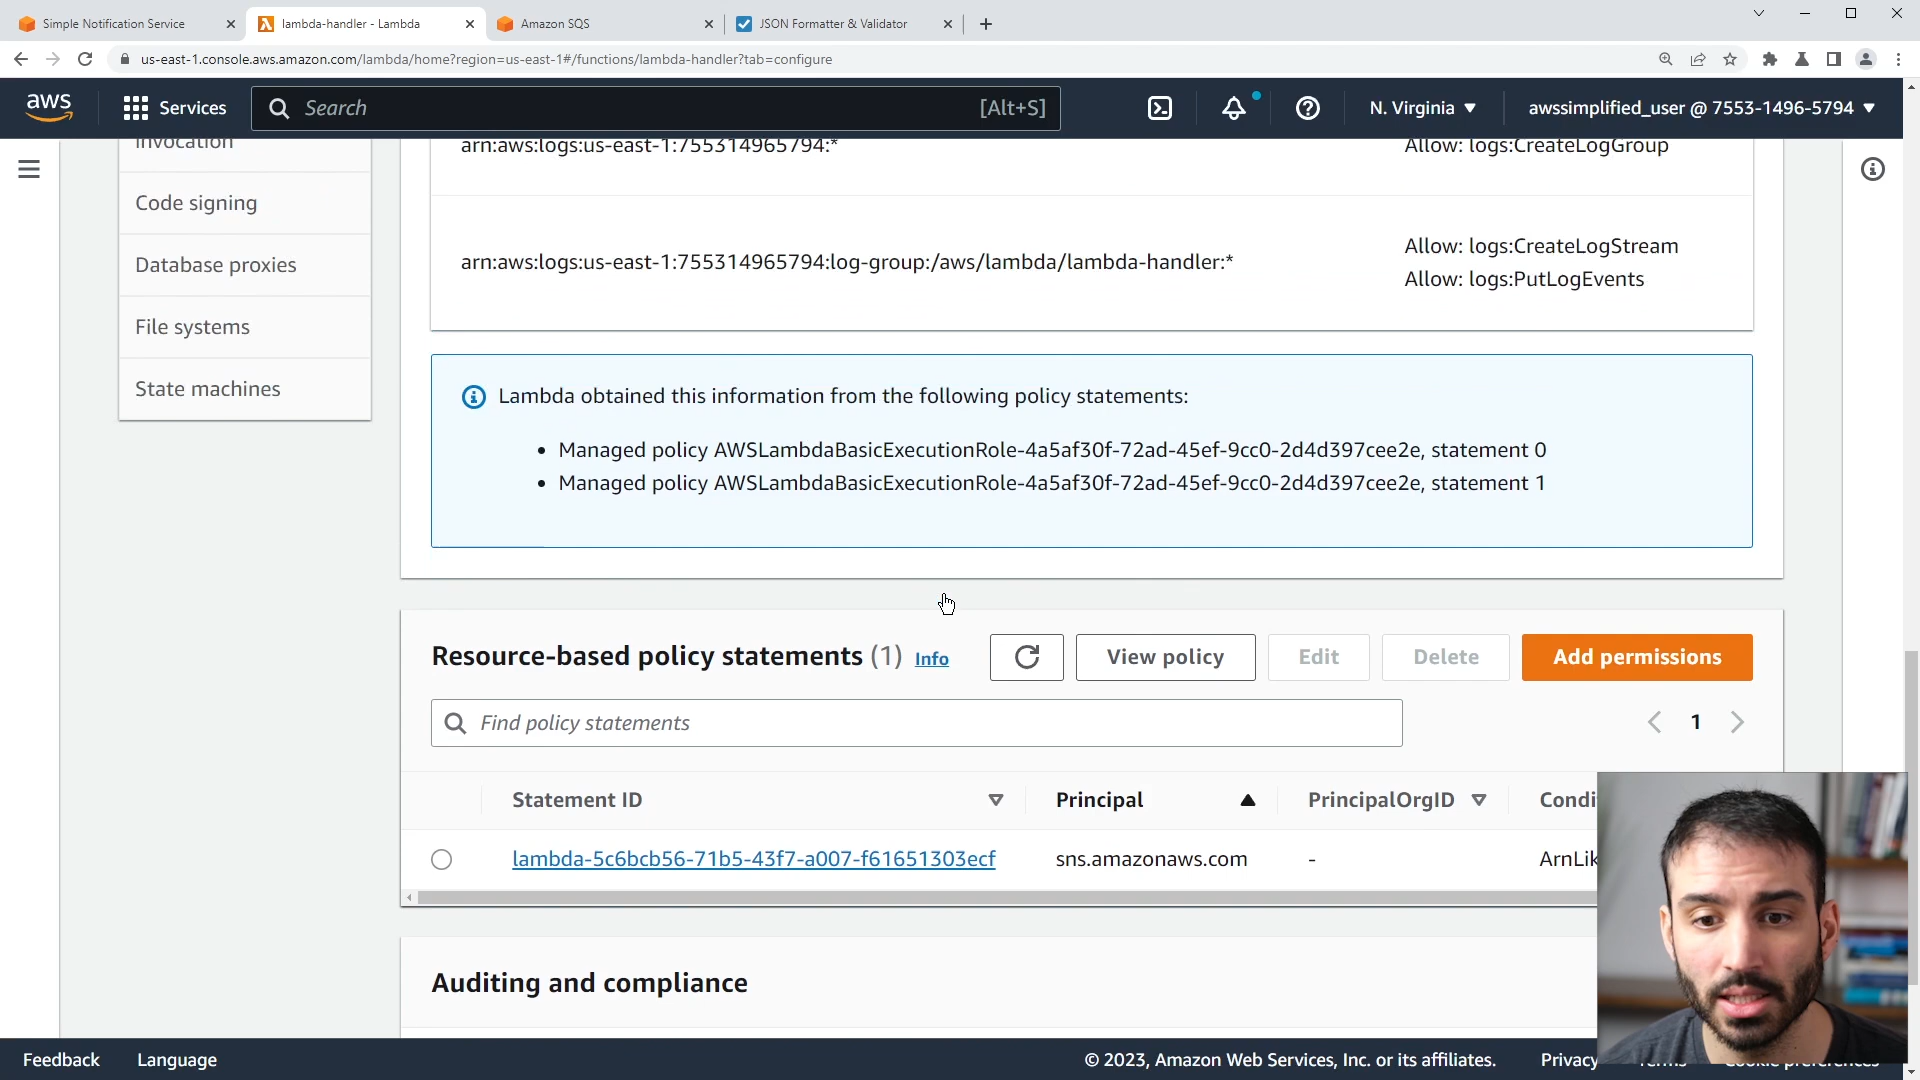 Simple Notification Service
lambda-handler - Lambda
Amazon SQS
JSON Formatter & Validator
us-east-1.console.aws.amazon.com/lambda/home?region=us-east-1#/functions/lambda-handler?tab=configure
aws
Services
Search
[Alt+S]
N. Virginia
awssimplified_user @ 7553-1496-5794
invocation
Code signing
Database proxies
File systems
State machines
arn:aws:logs:us-east-1:755314965794:*
Allow: logs:CreateLogGroup
arn:aws:logs:us-east-1:755314965794:log-group:/aws/lambda/lambda-handler:*
Allow: logs:CreateLogStream
Allow: logs:PutLogEvents
Lambda obtained this information from the following policy statements:
• Managed policy AWSLambdaBasicExecutionRole-4a5af30f-72ad-45ef-9cc0-2d4d397cee2e, statement 0
• Managed policy AWSLambdaBasicExecutionRole-4a5af30f-72ad-45ef-9cc0-2d4d397cee2e, statement 1
Resource-based policy statements (1) Info
View policy
Edit
Delete
Add permissions
Find policy statements
1
Statement ID
Principal
PrincipalOrgID
Condi
lambda-5c6bcb56-71b5-43f7-a007-f61651303ecf
sns.amazonaws.com
-
ArnLik
Auditing and compliance
Feedback
Language
© 2023, Amazon Web Services, Inc. or its affiliates.
Privacy
Terms
Cookie preferences